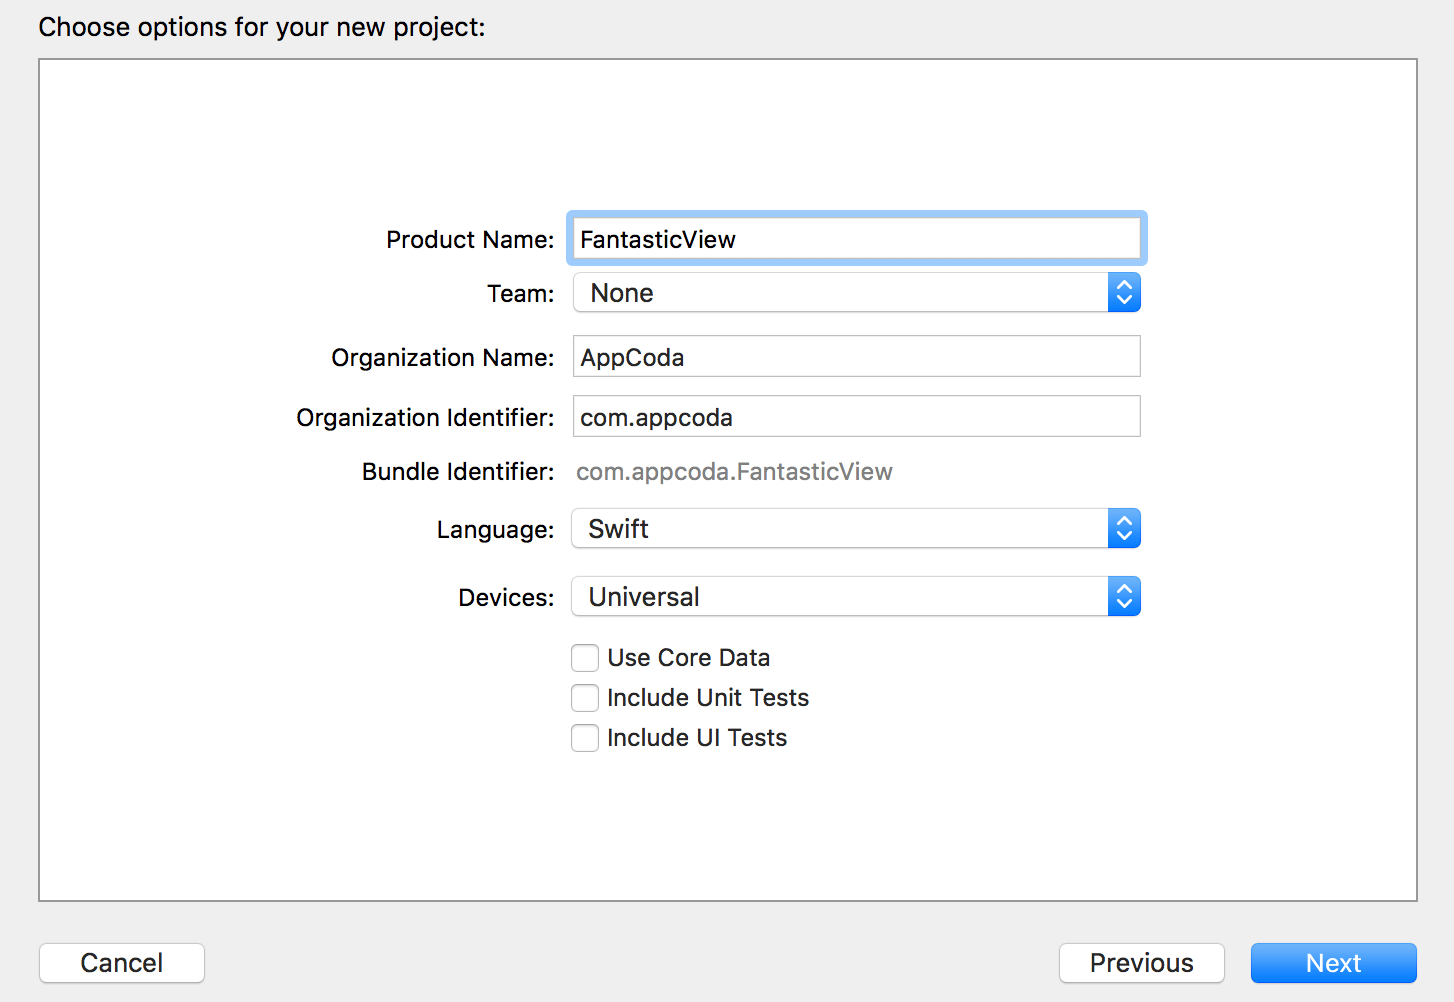 Choose options for your new project:
Product Name: FantasticView
Team: None
Organization Name: AppCoda
Organization Identifier: com.appcoda
Bundle Identifier: com.appcoda.FantasticView
Language: Swift
Devices: Universal
Use Core Data
Include Unit Tests
Include UI Tests
Cancel Previous Next